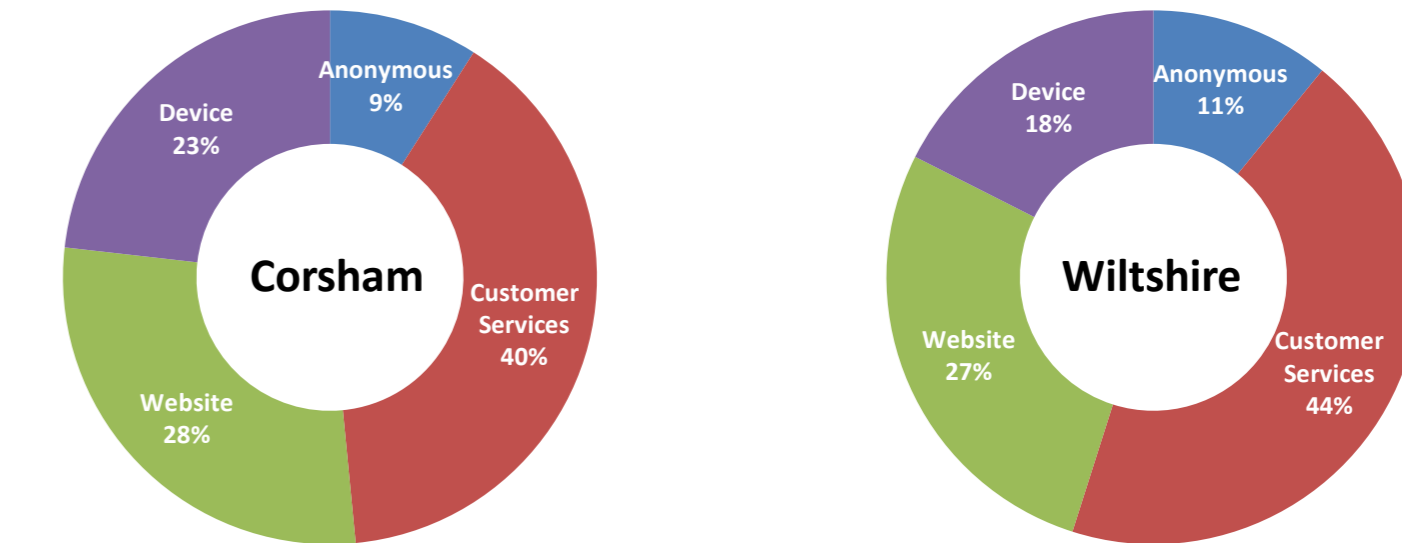 Anonymous
9%
Device
23%
Corsham
Customer
Services
40%
Website
28%
Anonymous
11%
Device
18%
Wiltshire
Website
27%
Customer
Services
44%